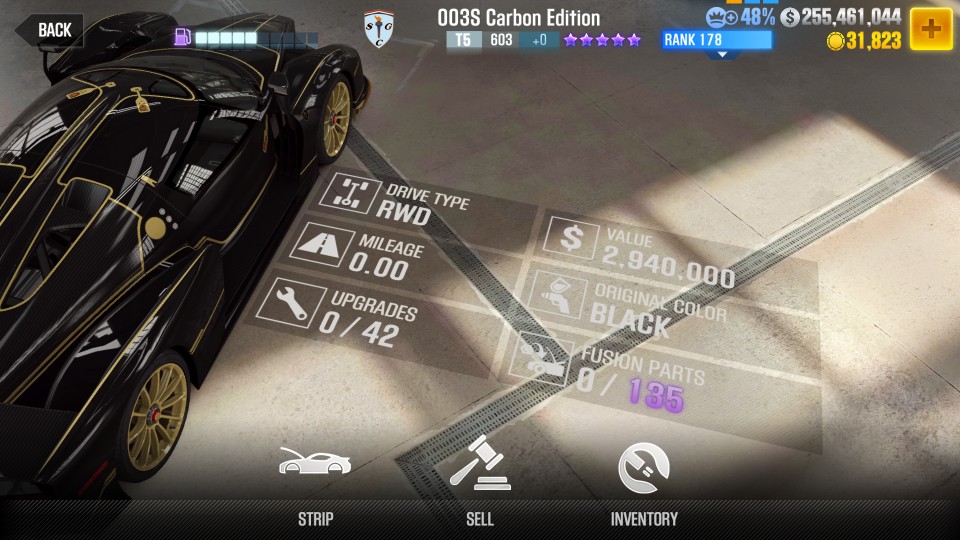 BACK
S C G
003S Carbon Edition
T5 603 +0
48%
$ 255,461,044
RANK 178
31,823
DRIVE TYPE
RWD
MILEAGE
0.00
UPGRADES
0/42
$ VALUE
2.940.000
ORIGINAL COLOR
BLACK
FUSION PARTS
0/ 135
STRIP
SELL
INVENTORY